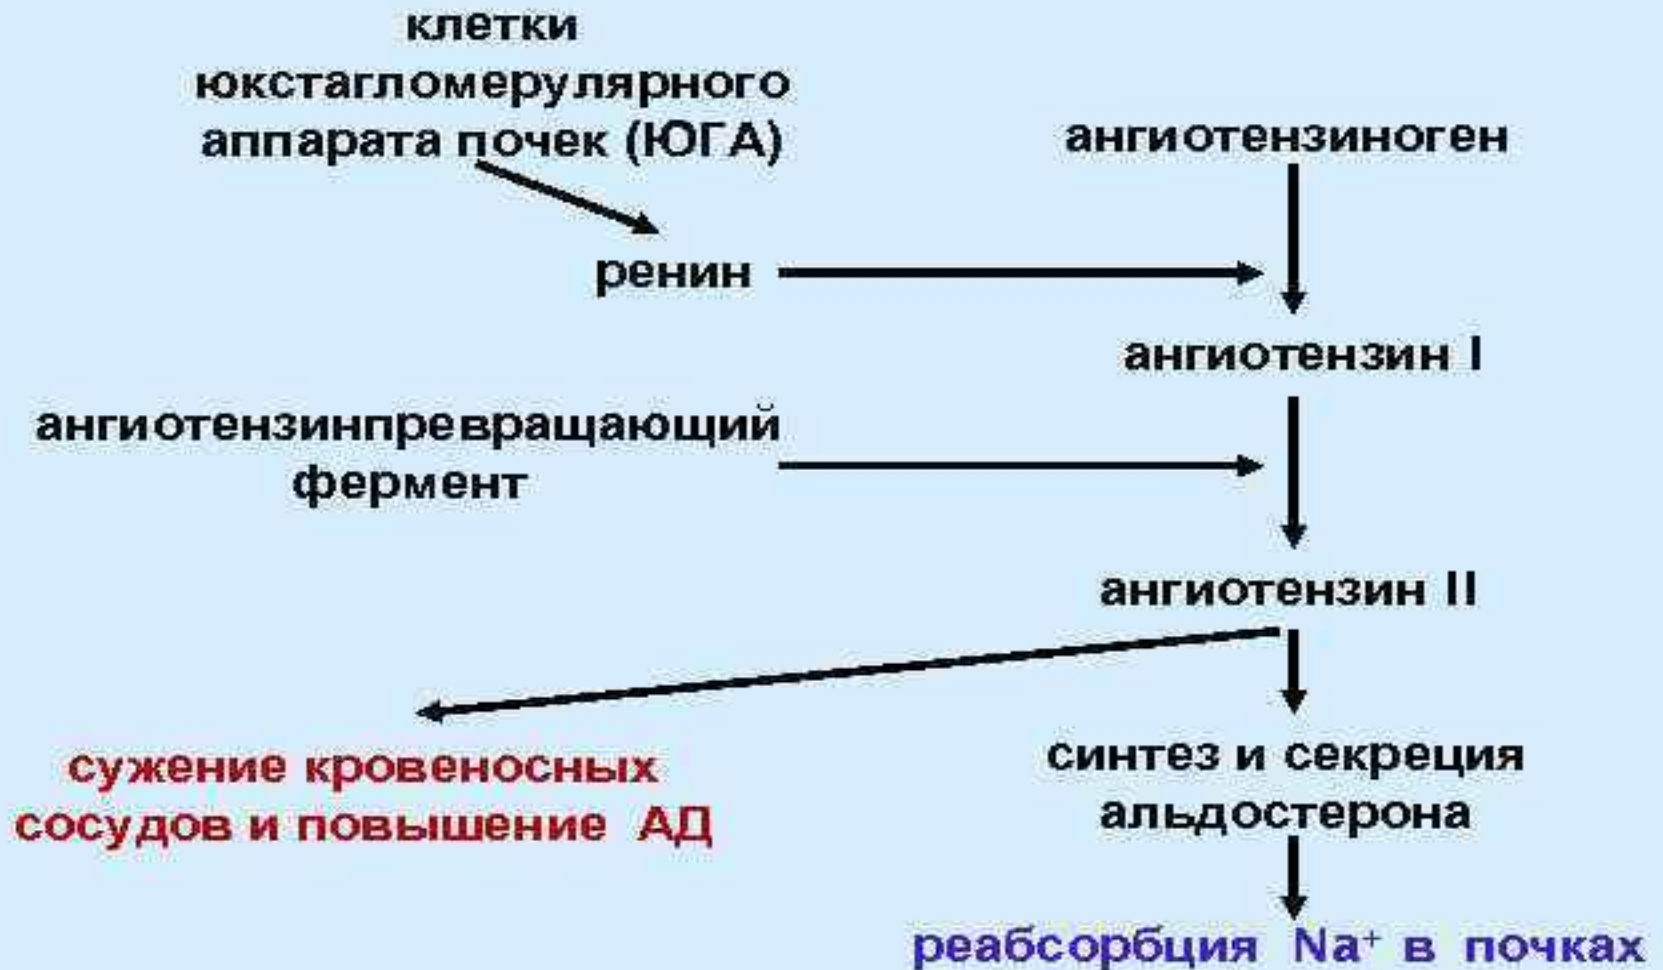 клетки
юкстагломерулярного
аппарата почек (ЮГА)
ангиотензиноген
ренин
ангиотензин I
ангиотензинпревращающий
фермент
ангиотензин II
сужение кровеносных
сосудов и повышение АД
синтез и секреция
альдостерона
реабсорбция Na⁺ в почках